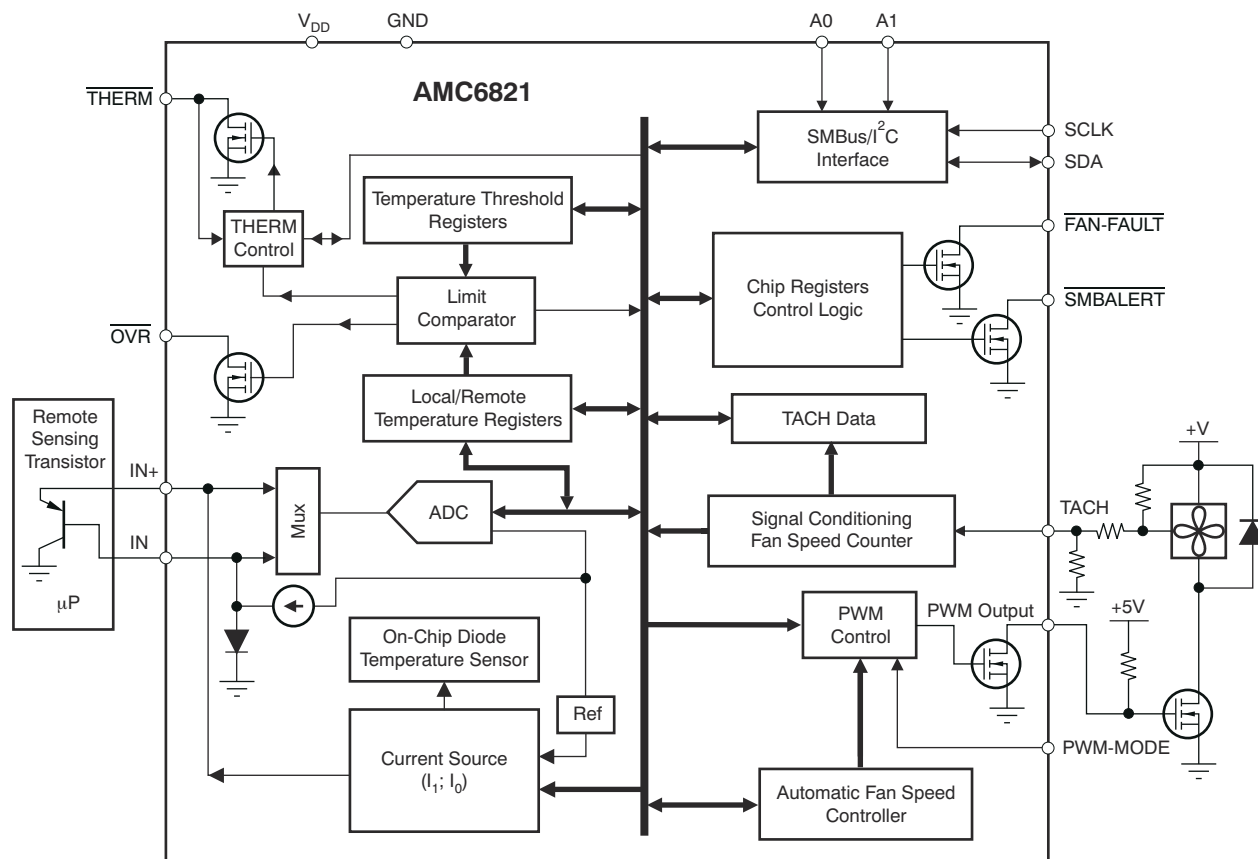 V_DD
GND
A0
A1
THERM
AMC6821
SMBus/I²C
Interface
SCLK
SDA
Temperature Threshold
Registers
THERM
Control
FAN-FAULT
Chip Registers
Control Logic
Limit
Comparator
SMBALERT
OVR
Remote
Sensing
Transistor
Local/Remote
Temperature Registers
TACH Data
+V
IN+
Mux
ADC
Signal Conditioning
Fan Speed Counter
TACH
IN
µP
+5V
PWM
Control
PWM Output
On-Chip Diode
Temperature Sensor
Ref
Current Source
(I₁; I₀)
PWM-MODE
Automatic Fan Speed
Controller